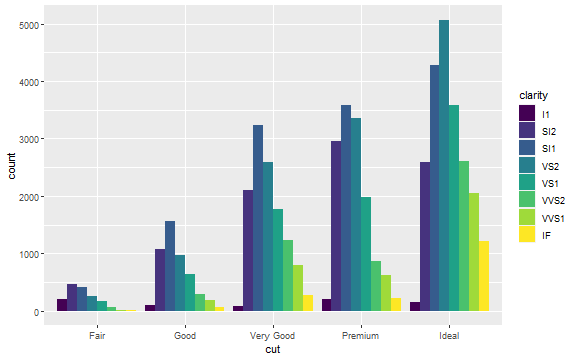 5000
4000
3000
2000
1000
0
count
Fair Good Very Good Premium Ideal
cut
clarity
I1
SI2
SI1
VS2
VS1
VVS2
VVS1
IF